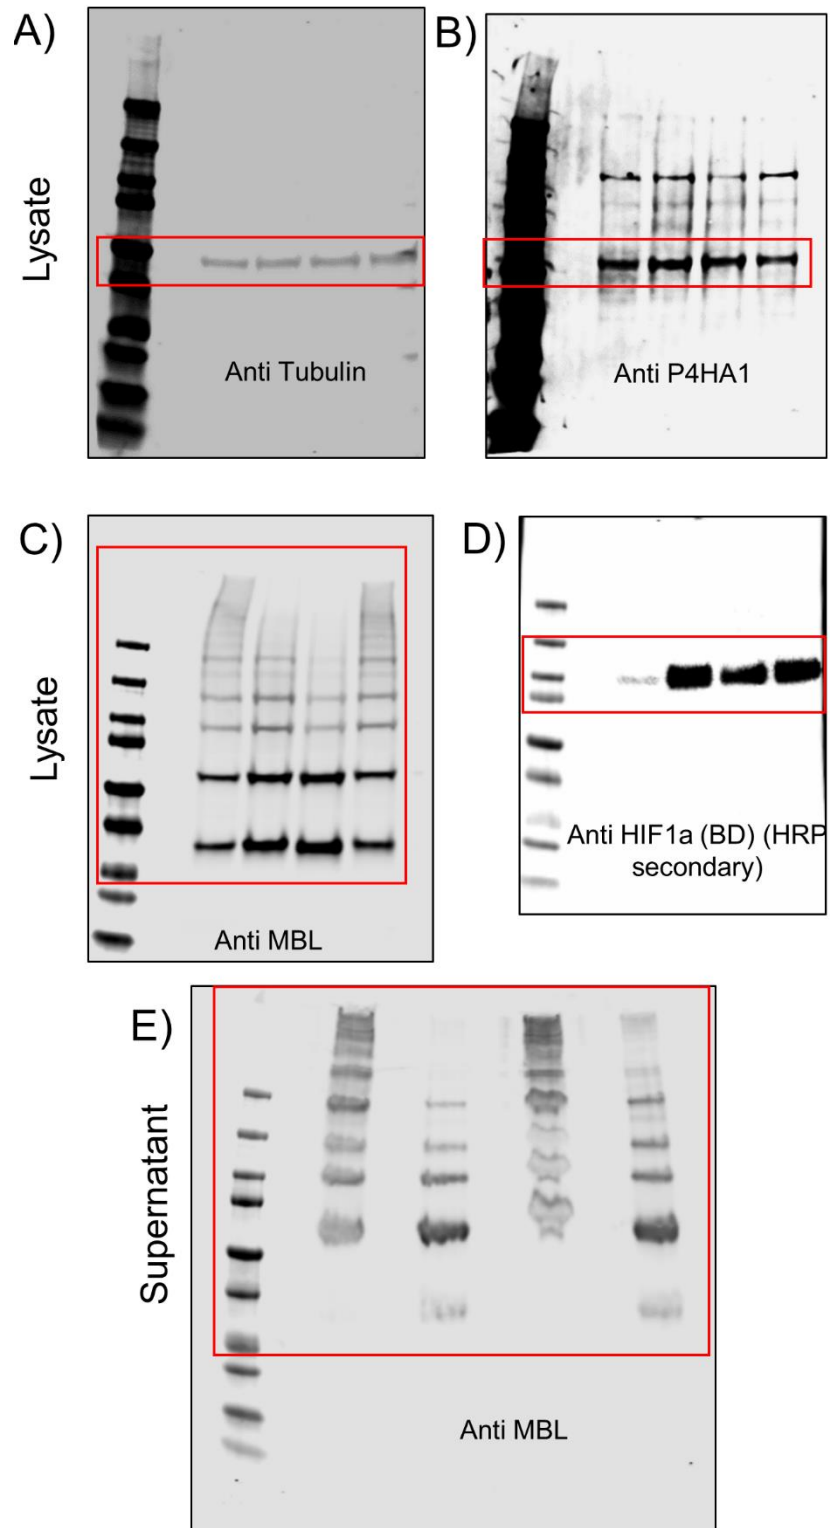 A)
B)
Lysate
Anti Tubulin
Anti P4HA1
C)
D)
Lysate
Anti HIF1a (BD) (HRP
secondary)
Anti MBL
E)
Supernatant
Anti MBL